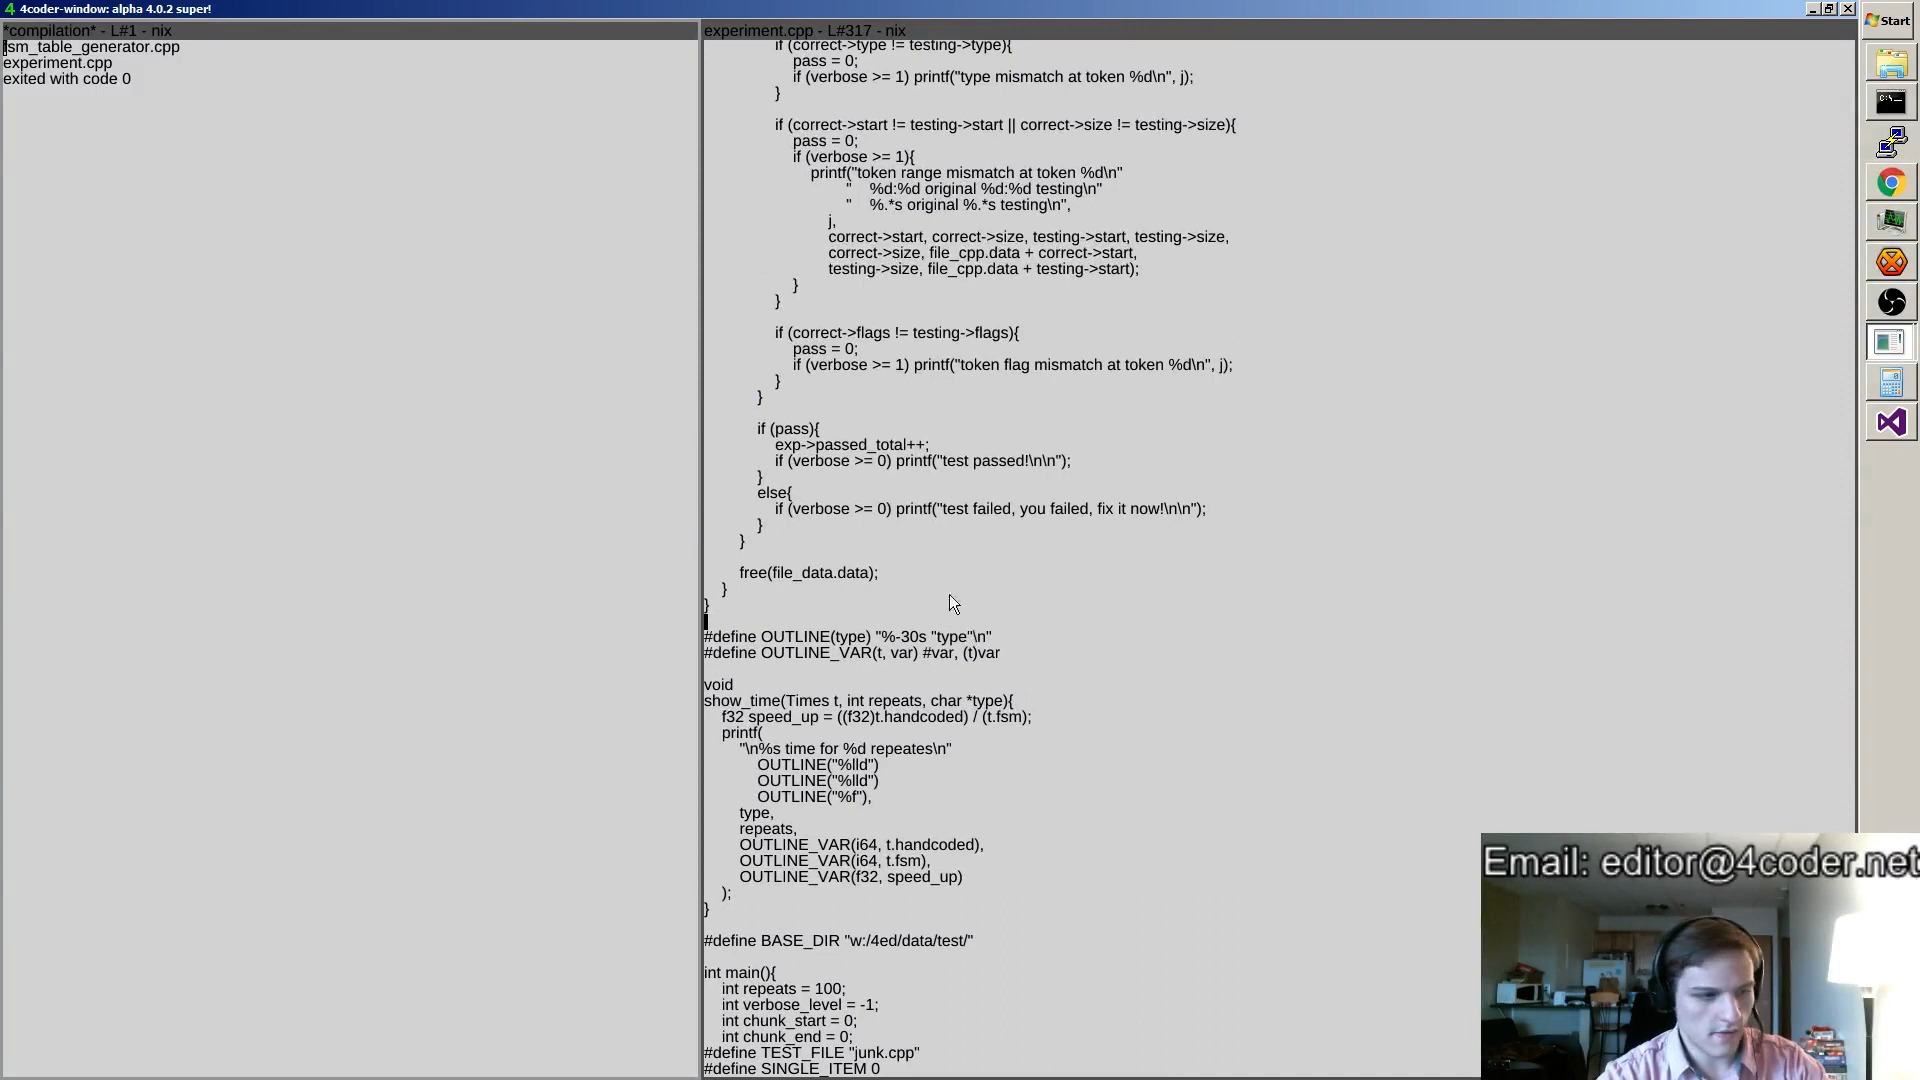 4 4coder-window: alpha 4.0.2 super!
Start
*compilation* - L#1 - nix
fsm_table_generator.cpp
experiment.cpp
exited with code 0
experiment.cpp - L#317 - nix
if (correct->type != testing->type){
pass = 0;
if (verbose >= 1) printf("type mismatch at token %d\n", j);
}
if (correct->start != testing->start || correct->size != testing->size){
pass = 0;
if (verbose >= 1){
printf("token range mismatch at token %d\n"
"    %d:%d original %d:%d testing\n"
"    %.*s original %.*s testing\n",
j,
correct->start, correct->size, testing->start, testing->size,
correct->size, file_cpp.data + correct->start,
testing->size, file_cpp.data + testing->start);
}
}
if (correct->flags != testing->flags){
pass = 0;
if (verbose >= 1) printf("token flag mismatch at token %d\n", j);
}
}
if (pass){
exp->passed_total++;
if (verbose >= 0) printf("test passed!\n\n");
}
else{
if (verbose >= 0) printf("test failed, you failed, fix it now!\n\n");
}
}
free(file_data.data);
}
}
#define OUTLINE(type) "%-30s "type"\n"
#define OUTLINE_VAR(t, var) #var, (t)var
void
show_time(Times t, int repeats, char *type){
f32 speed_up = ((f32)t.handcoded) / (t.fsm);
printf(
"\n%s time for %d repeates\n"
OUTLINE("%lld")
OUTLINE("%lld")
OUTLINE("%f"),
type,
repeats,
OUTLINE_VAR(i64, t.handcoded),
OUTLINE_VAR(i64, t.fsm),
OUTLINE_VAR(f32, speed_up)
);
}
#define BASE_DIR "w:/4ed/data/test/"
int main(){
int repeats = 100;
int verbose_level = -1;
int chunk_start = 0;
int chunk_end = 0;
#define TEST_FILE "junk.cpp"
#define SINGLE_ITEM 0
Email: editor@4coder.net